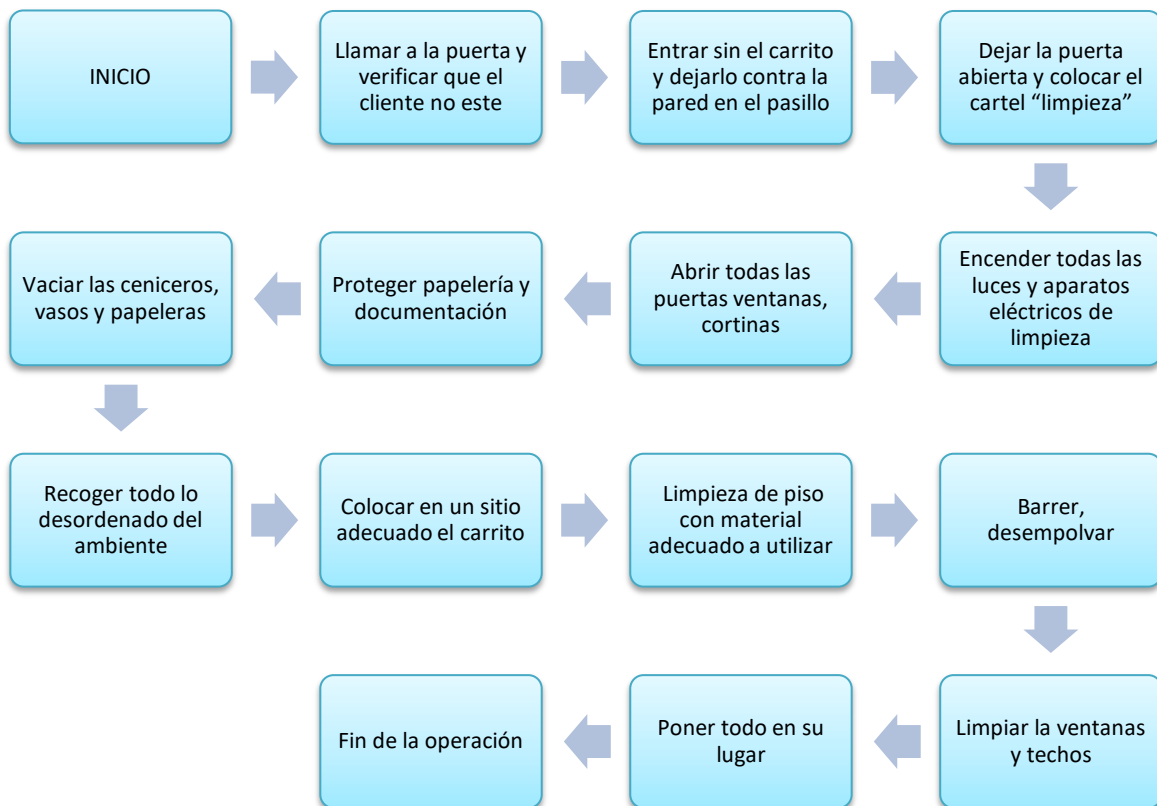 INICIO
Llamar a la puerta y
verificar que el
cliente no este
Entrar sin el carrito
y dejarlo contra la
pared en el pasillo
Dejar la puerta
abierta y colocar el
cartel “limpieza”
Encender todas las
luces y aparatos
eléctricos de
limpieza
Abrir todas las
puertas ventanas,
cortinas
Proteger papelería y
documentación
Vaciar las ceniceros,
vasos y papeleras
Recoger todo lo
desordenado del
ambiente
Colocar en un sitio
adecuado el carrito
Limpieza de piso
con material
adecuado a utilizar
Barrer,
desempolvar
Limpiar la ventanas
y techos
Poner todo en su
lugar
Fin de la operación